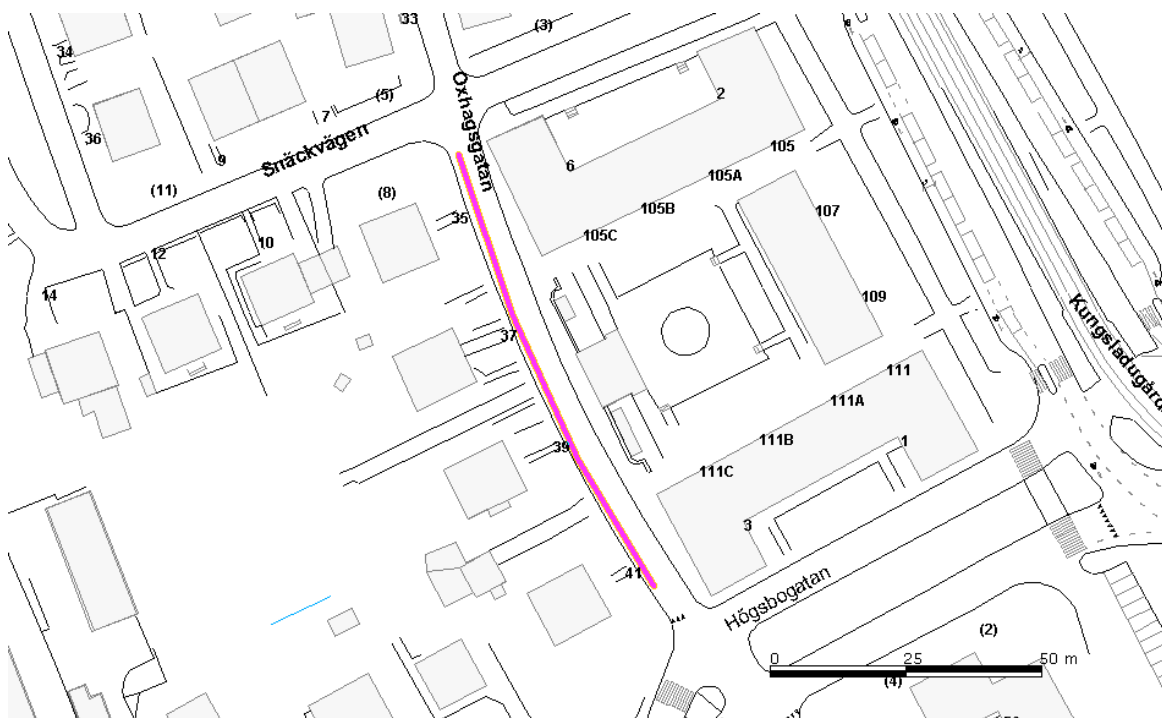 33
(3)
34
Oxhagsgatan
(5)
7
2
36
9
Snäckvägen
6
105
(11)
(8)
105A
105B
107
35
105C
10
12
14
109
Kungsladugård
37
111
111A
39
111B
1
111C
3
41
Högsbogatan
(2)
0 25 50 m
(4)